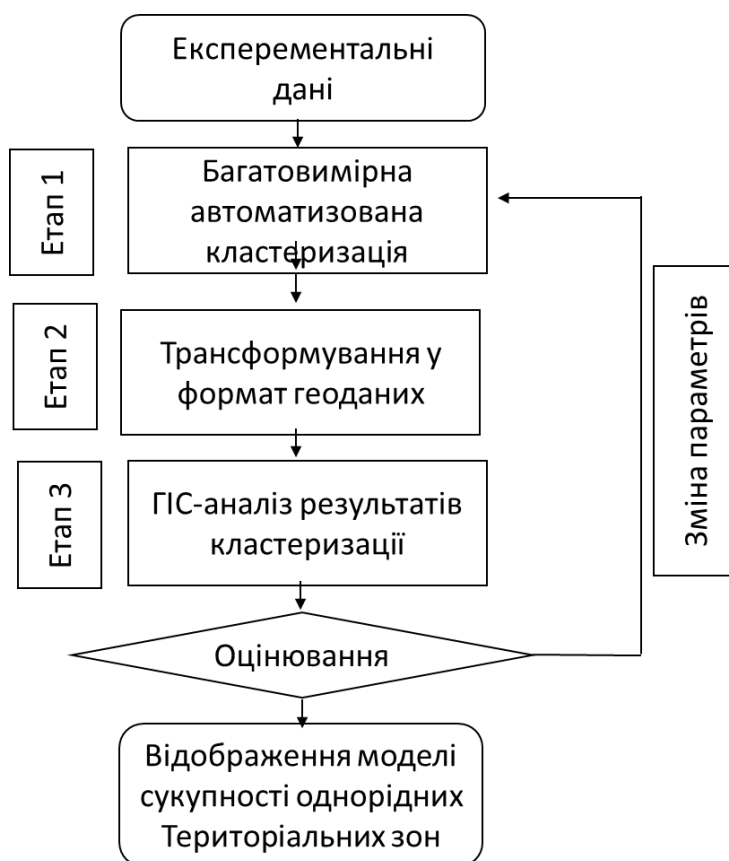 Експерементальні
дані
Етап 1
Багатовимірна
автоматизована
кластеризація
Етап 2
Трансформування у
формат геоданих
Зміна параметрів
Етап 3
ГІС-аналіз результатів
кластеризації
Оцінювання
Відображення моделі
сукупності однорідних
Територіальних зон